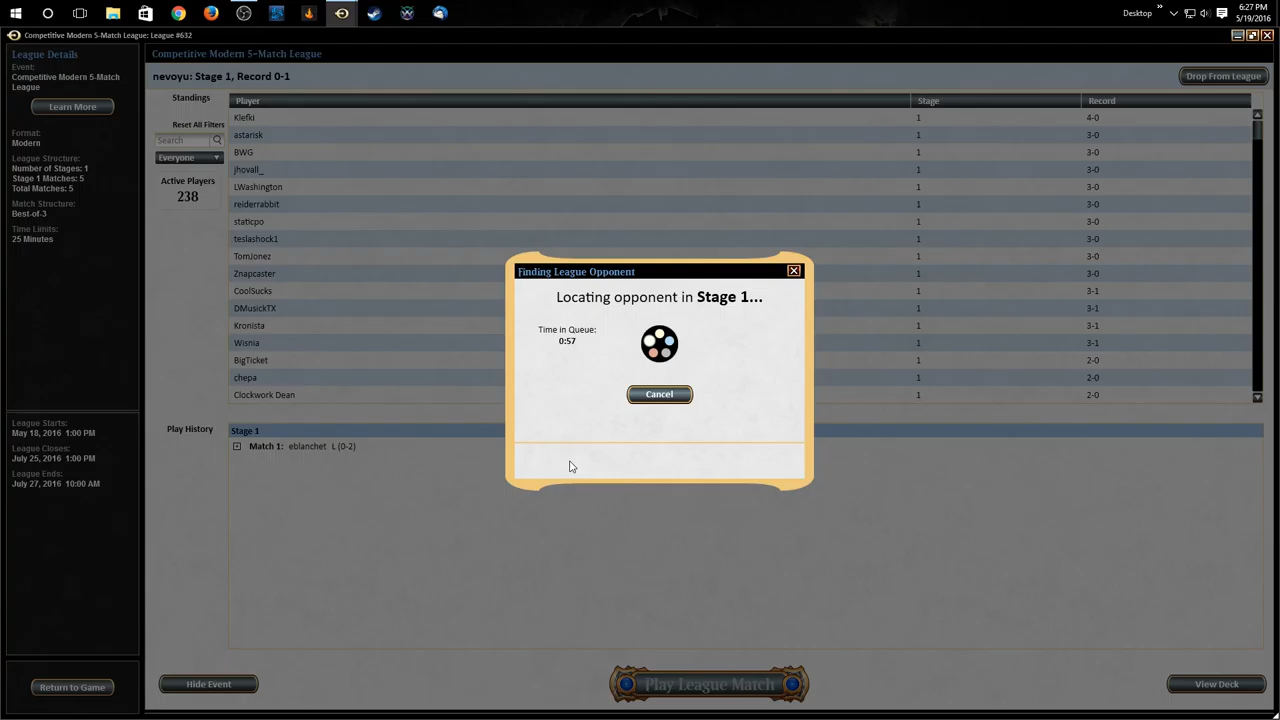 Desktop
6:27 PM
5/19/2016
Competitive Modern 5-Match League: League #632
League Details
Event:
Competitive Modern 5-Match
League
Learn More
Format:
Modern
League Structure:
Number of Stages: 1
Stage 1 Matches: 5
Total Matches: 5
Match Structure:
Best-of-3
Time Limits:
25 Minutes
League Starts:
May 18, 2016 1:00 PM
League Closes:
July 25, 2016 1:00 PM
League Ends:
July 27, 2016 10:00 AM
Return to Game
Competitive Modern 5-Match League
nevoyu: Stage 1, Record 0-1
Drop From League
Standings
Reset All Filters
Search
Everyone
Active Players
238
Player Stage Record
Klefki 1 4-0
astarisk 1 3-0
BWG 1 3-0
jhovall_ 1 3-0
LWashington 1 3-0
reiderrabbit 1 3-0
staticpo 1 3-0
teslashock1 1 3-0
TomJonez 1 3-0
Znapcaster 1 3-0
CoolSucks 1 3-1
DMusickTX 1 3-1
Kronista 1 3-1
Wisnia 1 3-1
BigTicket 1 2-0
chepa 1 2-0
Clockwork Dean 1 2-0
Finding League Opponent
Locating opponent in Stage 1...
Time in Queue:
0:57
Cancel
Play History
Stage 1
Match 1: eblanchet L (0-2)
Hide Event
Play League Match
View Deck